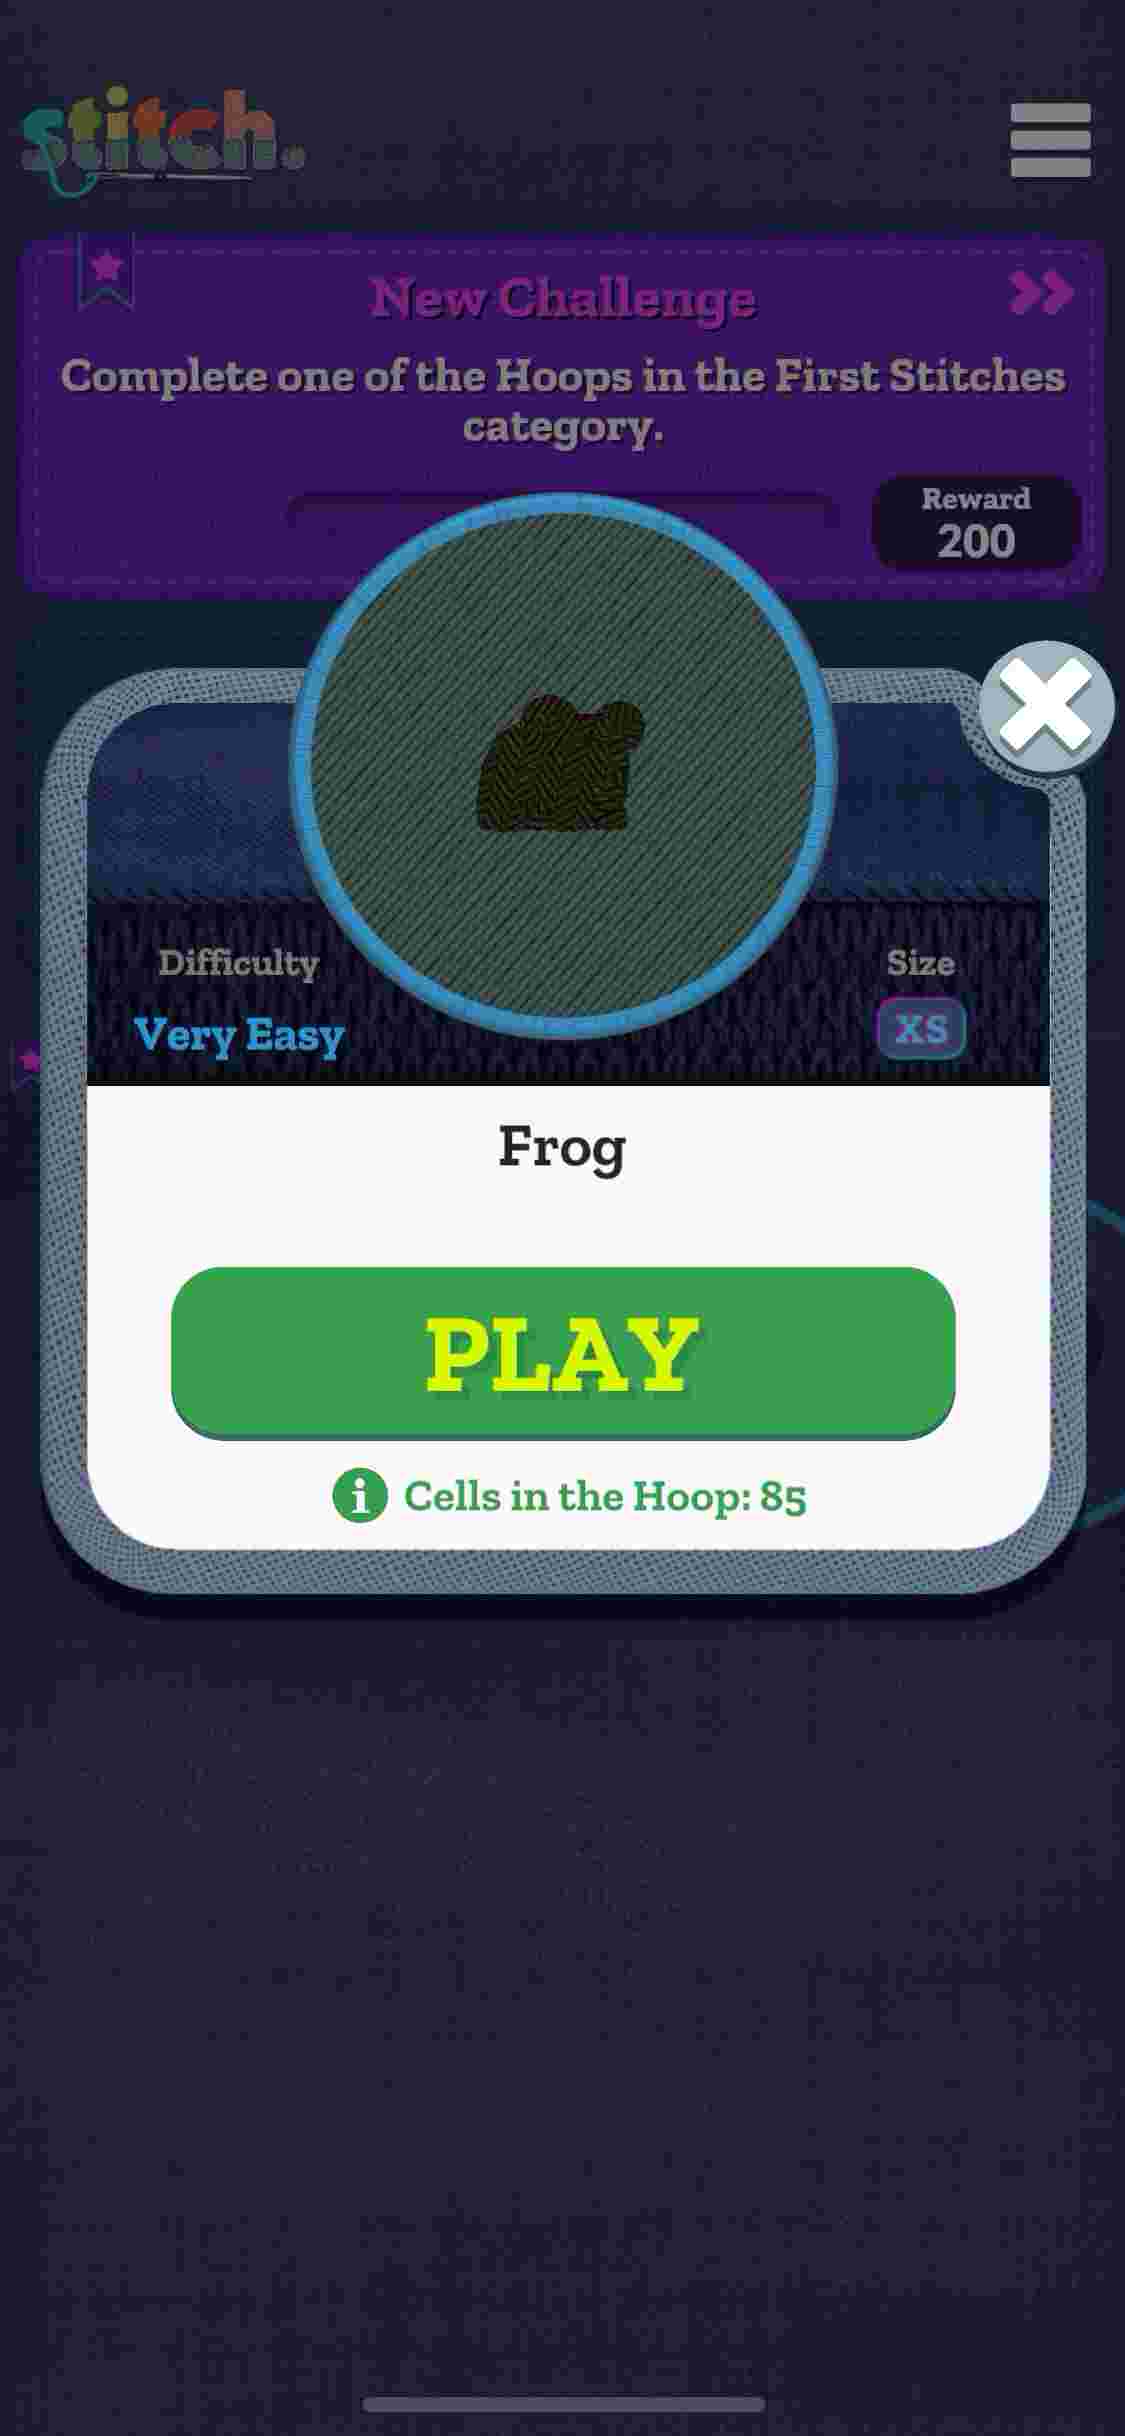 stitch.
New Challenge
Complete one of the Hoops in the First Stitches
category.
Reward
200
Difficulty
Size
Very Easy
XS
Frog
PLAY
i Cells in the Hoop: 85